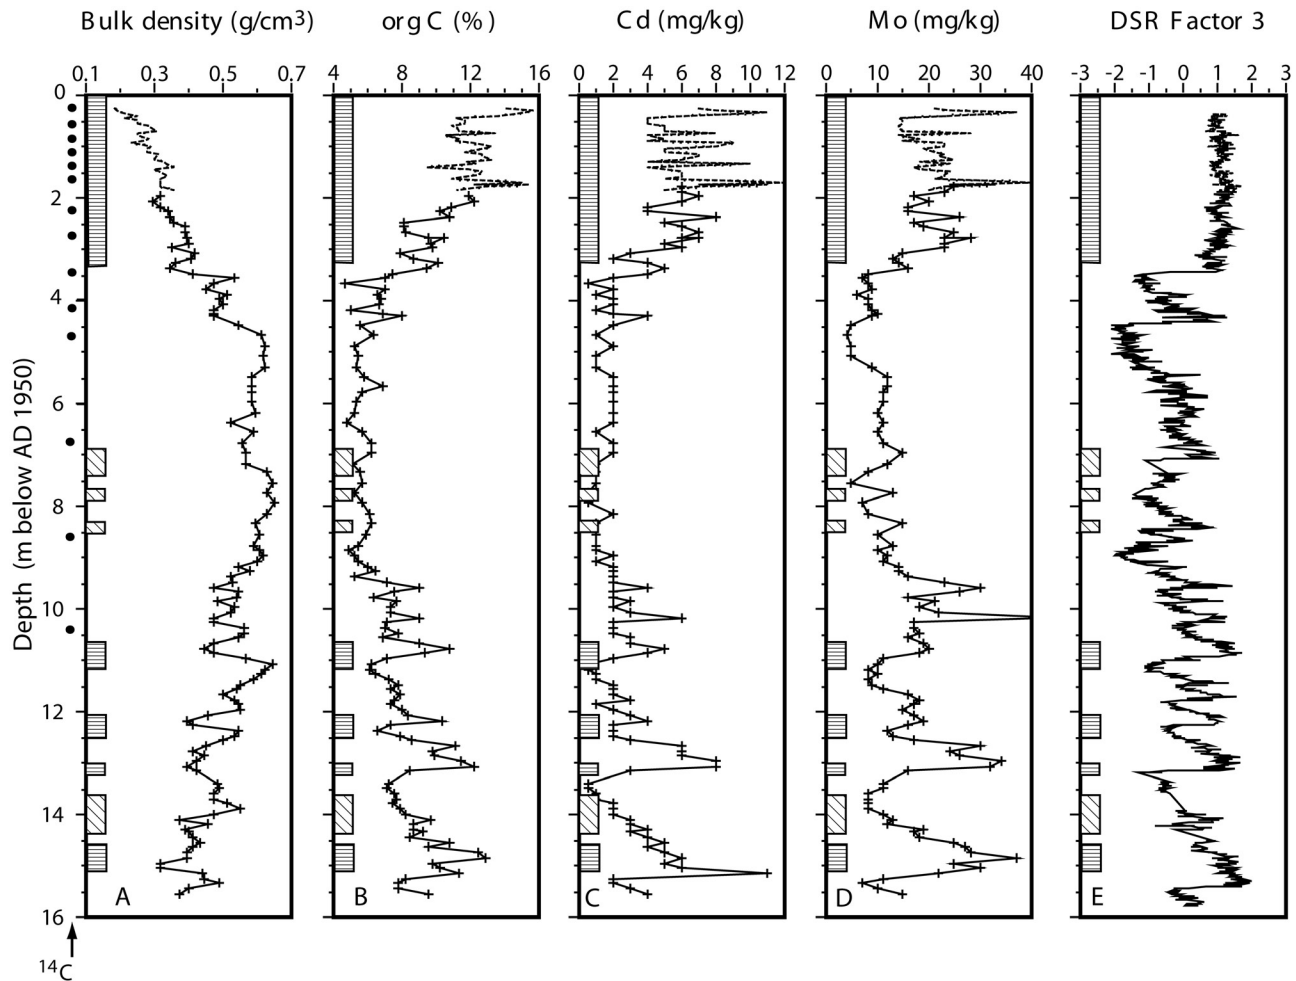 Bulk density (g/cm3) org C (%) Cd (mg/kg) Mo (mg/kg) DSR Factor 3
0.1 0.3 0.5 0.7 4 8 12 16 0 2 4 6 8 10 12 0 10 20 30 40 -3 -2 -1 0 1 2 3
0
2
4
6
8
10
12
14
16
Depth (m below AD 1950)
A B C D E
14C